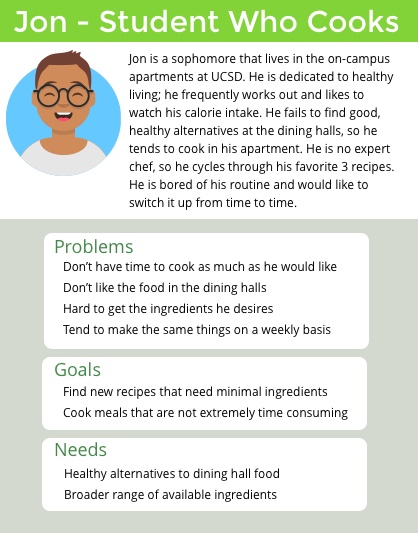 Jon - Student Who Cooks
Jon is a sophomore that lives in the on-campus
apartments at UCSD. He is dedicated to healthy
living; he frequently works out and likes to
watch his calorie intake. He fails to find good,
healthy alternatives at the dining halls, so he
tends to cook in his apartment. He is no expert
chef, so he cycles through his favorite 3 recipes.
He is bored of his routine and would like to
switch it up from time to time.
Problems
Don't have time to cook as much as he would like
Don't like the food in the dining halls
Hard to get the ingredients he desires
Tend to make the same things on a weekly basis
Goals
Find new recipes that need minimal ingredients
Cook meals that are not extremely time consuming
Needs
Healthy alternatives to dining hall food
Broader range of available ingredients